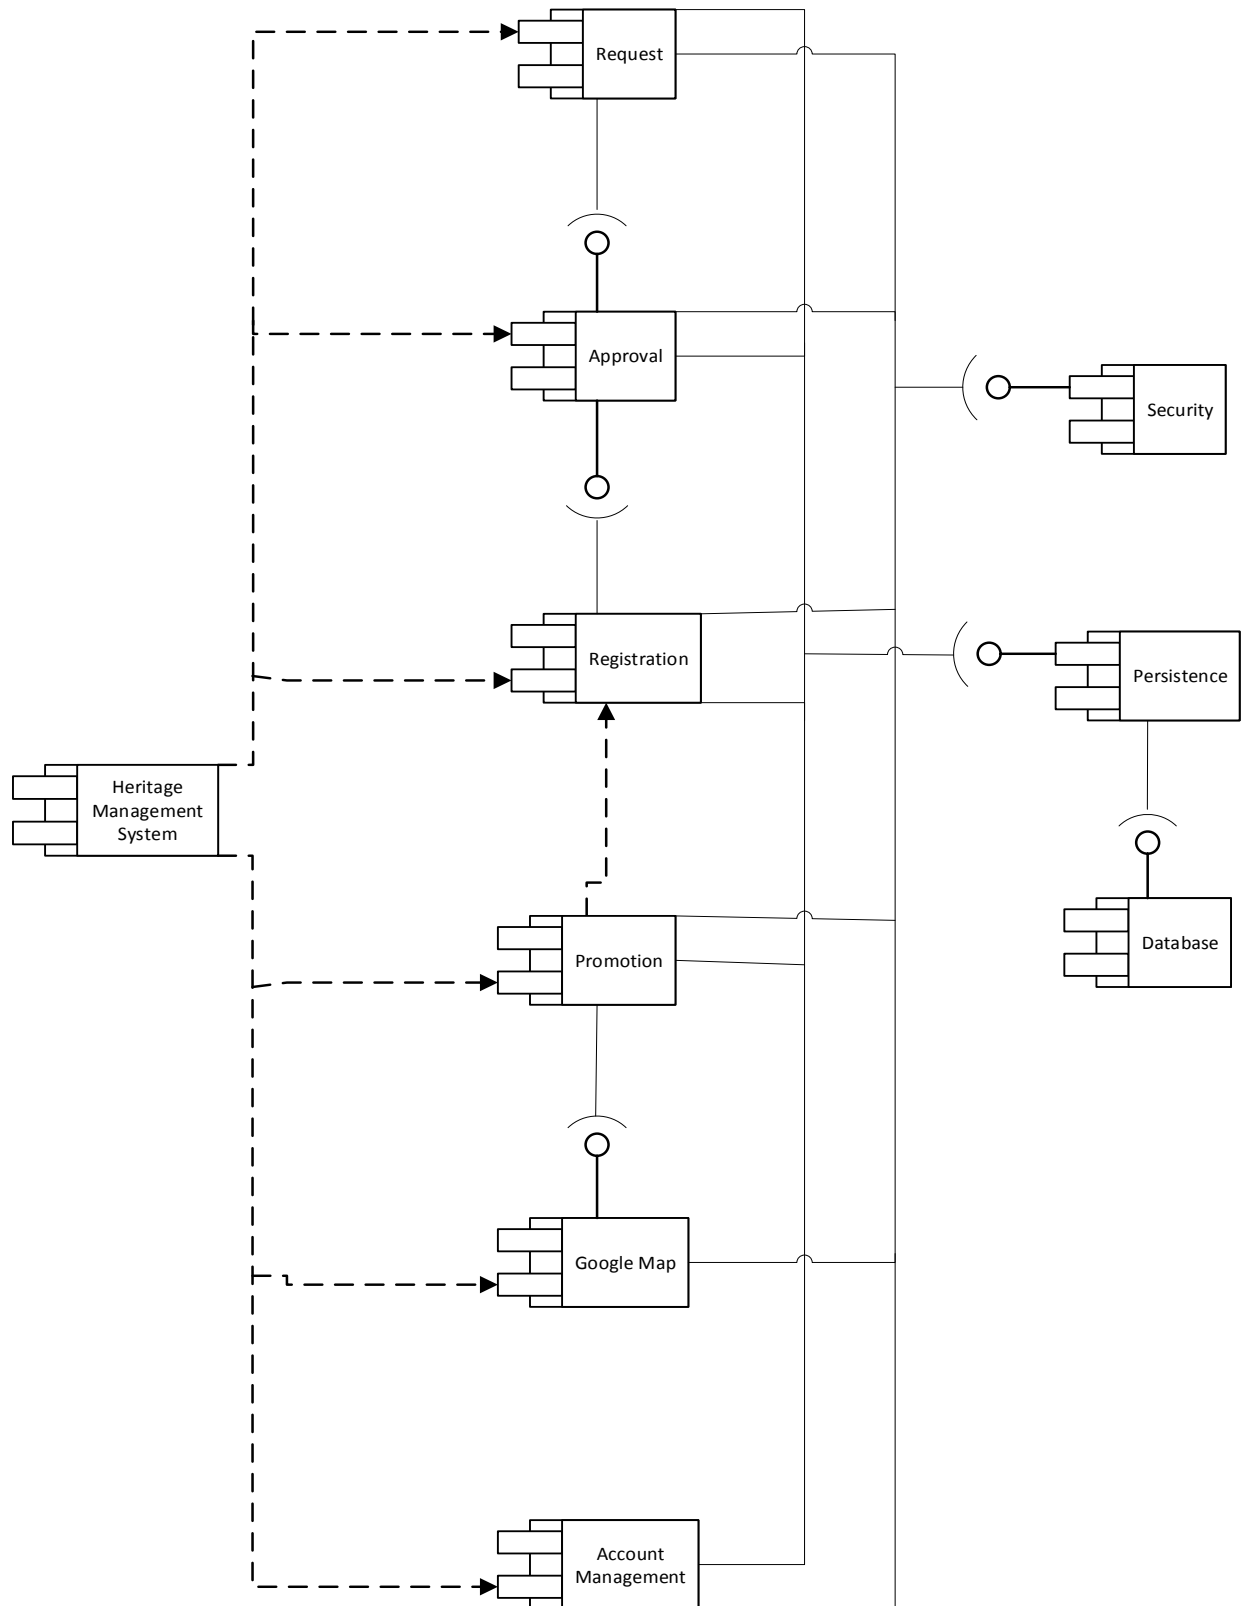 Request
Approval
Security
Registration
Persistence
Heritage
Management
System
Promotion
Database
Google Map
Account
Management